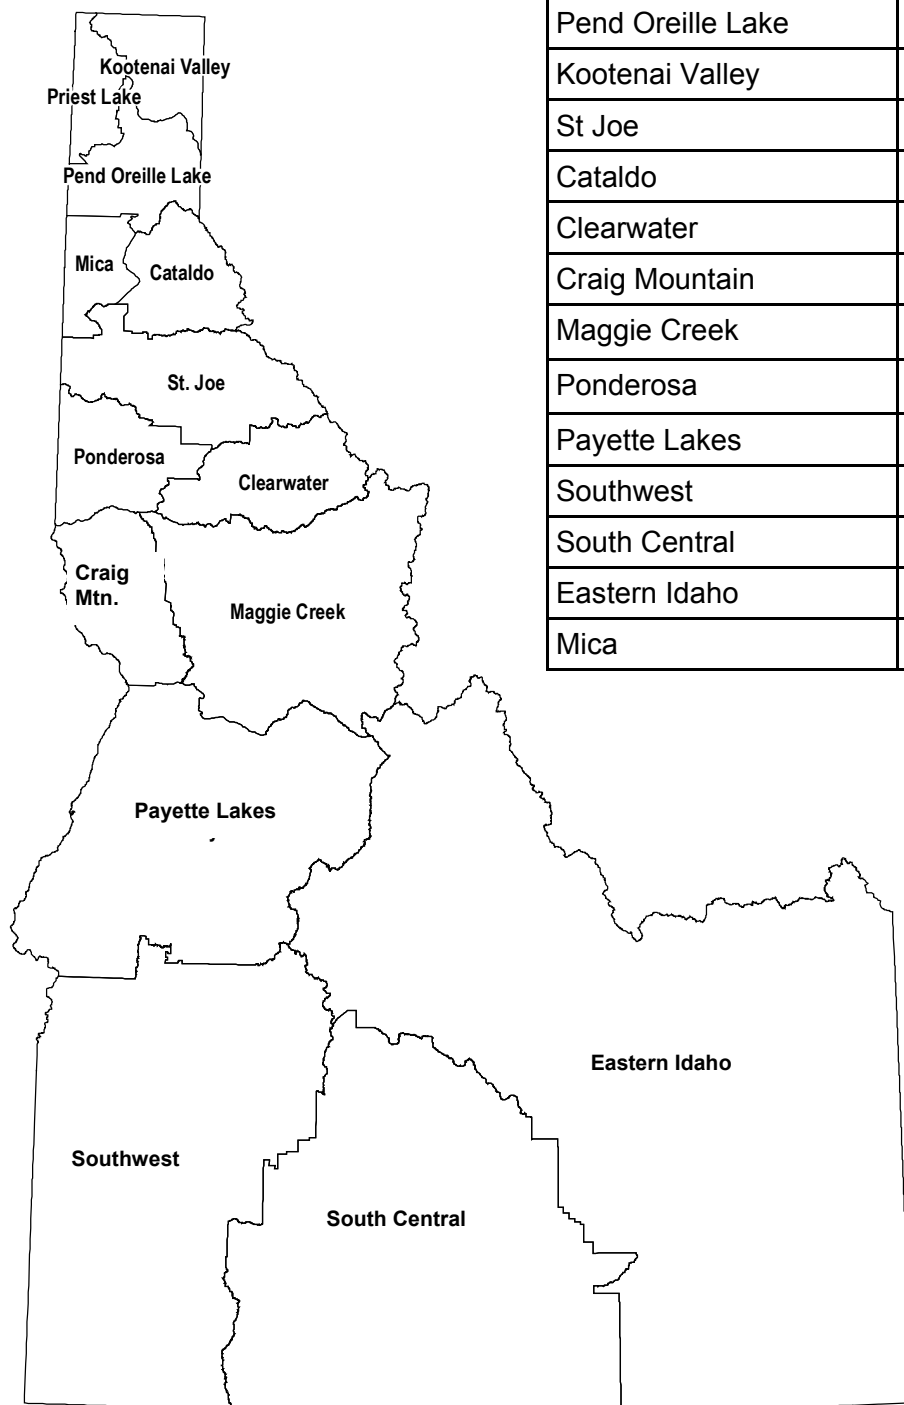 Pend Oreille Lake
Kootenai Valley
St Joe
Cataldo
Clearwater
Craig Mountain
Maggie Creek
Ponderosa
Payette Lakes
Southwest
South Central
Eastern Idaho
Mica
Kootenai Valley
Priest Lake
Pend Oreille Lake
Mica
Cataldo
St. Joe
Ponderosa
Clearwater
Craig
Mtn.
Maggie Creek
Payette Lakes
Eastern Idaho
Southwest
South Central